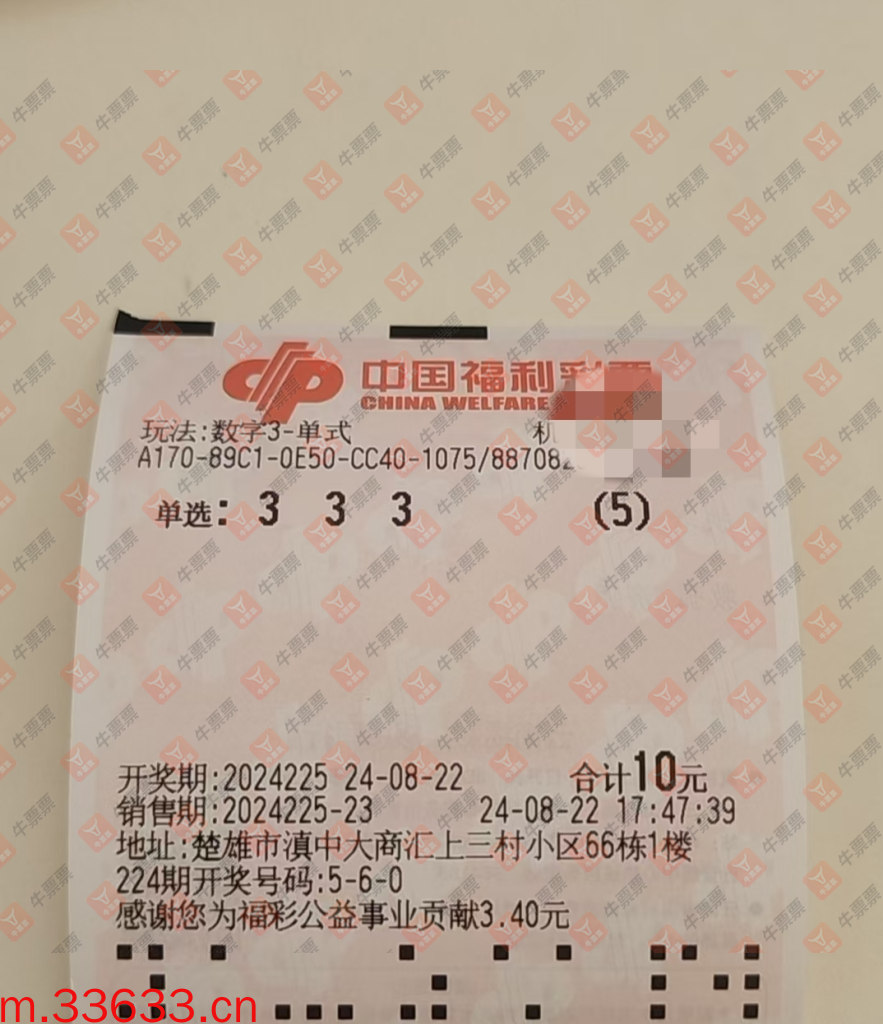 中国福利彩票
CHINA WELFARE
玩法:数字3-单式 机
A170-89C1-0E50-CC40-1075/88708
单选: 3 3 3 (5)
开奖期:2024225 24-08-22 合计10元
销售期:2024225-23 24-08-22 17:47:39
地址:楚雄市滇中大商汇上三村小区66栋1楼
224期开奖号码:5-6-0
感谢您为福彩公益事业贡献3.40元
m.33633.cn
牛票票